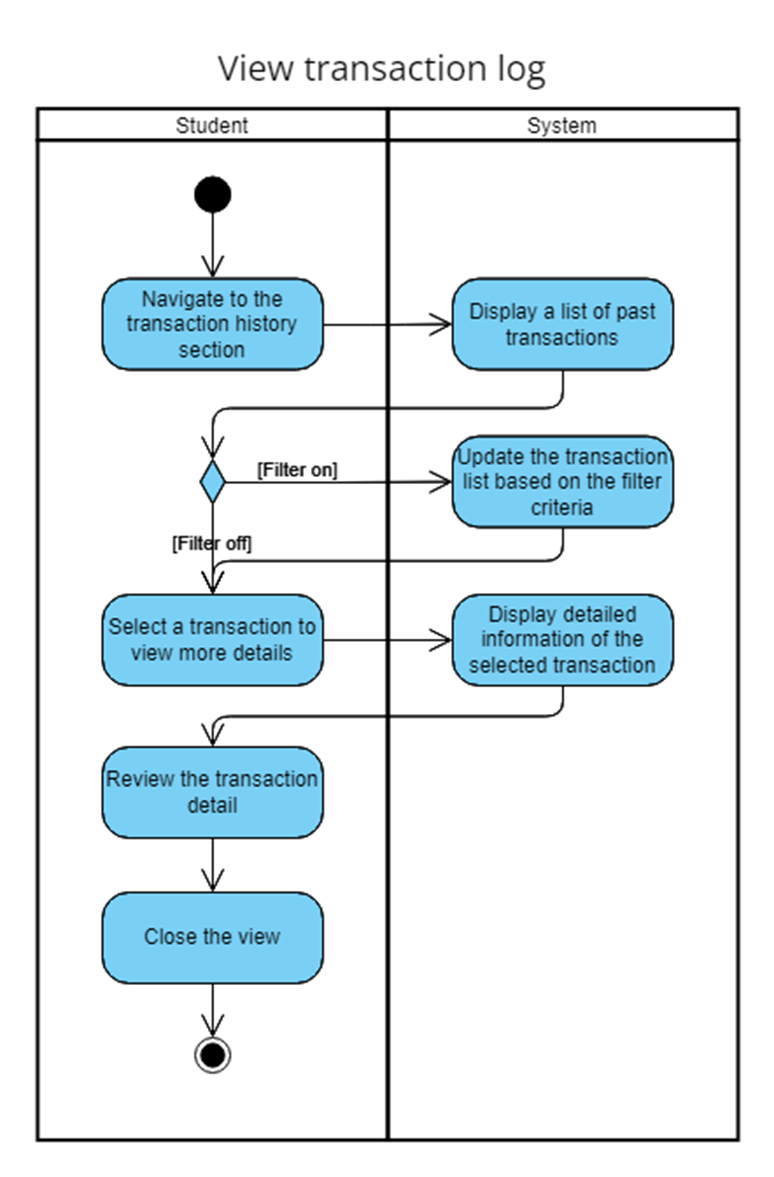 View transaction log
Student
System
Navigate to the
transaction history
section
Display a list of past
transactions
[Filter on]
Update the transaction
list based on the filter
criteria
[Filter off]
Select a transaction to
view more details
Display detailed
information of the
selected transaction
Review the transaction
detail
Close the view